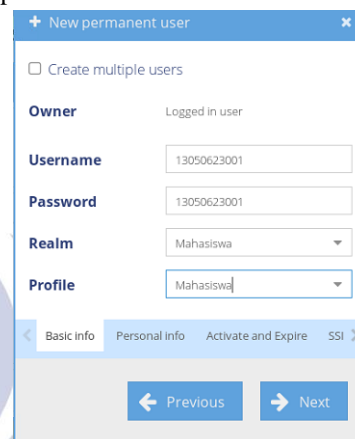 New permanent user
Create multiple users
Owner Logged in user
Username 13050623001
Password 13050623001
Realm Mahasiswa
Profile Mahasiswa
Basic info Personal info Activate and Expire SSI
Previous Next